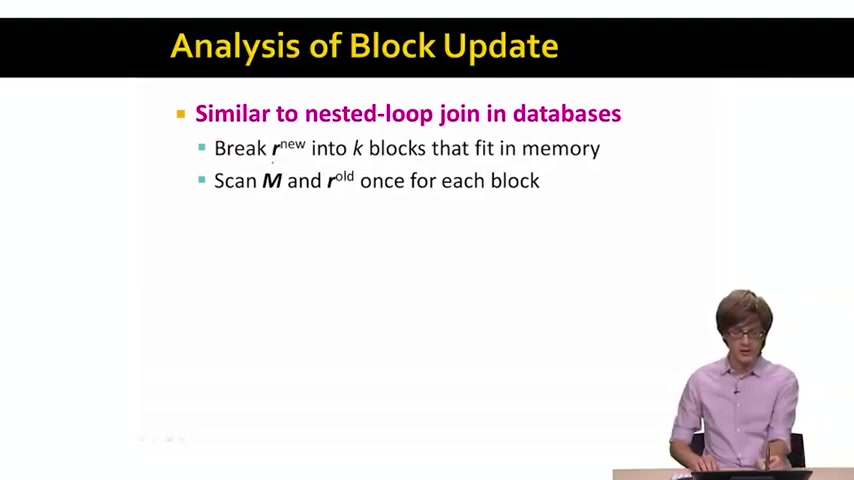 Analysis of Block Update
Similar to nested-loop join in databases
Break r^new into k blocks that fit in memory
Scan M and r^old once for each block